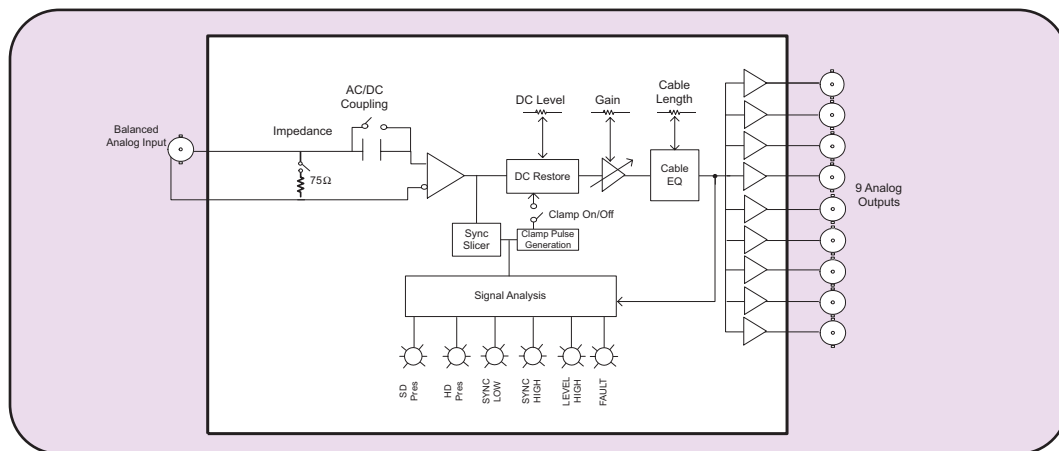 AC/DC
Coupling
DC Level
Gain
Cable
Length
Balanced
Analog Input
Impedance
75Ω
DC Restore
Cable
EQ
9 Analog
Outputs
Clamp On/Off
Sync
Slicer
Clamp Pulse
Generation
Signal Analysis
SD
Pres
HD
Pres
SYNC
LOW
SYNC
HIGH
LEVEL
HIGH
FAULT